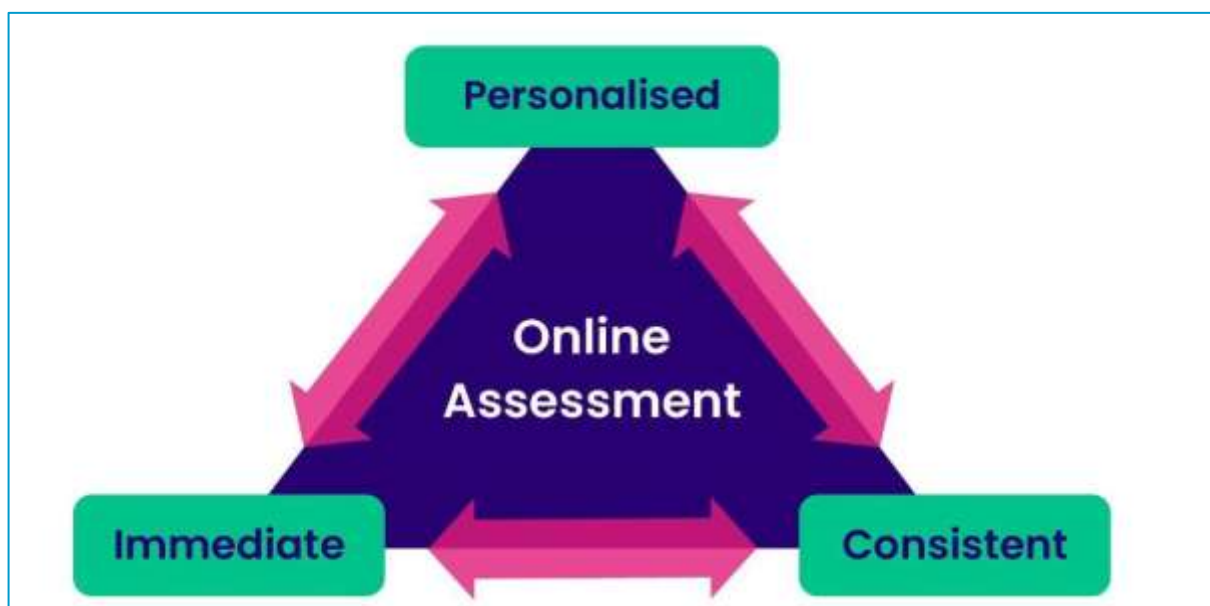 Personalised
Online
Assessment
Immediate
Consistent